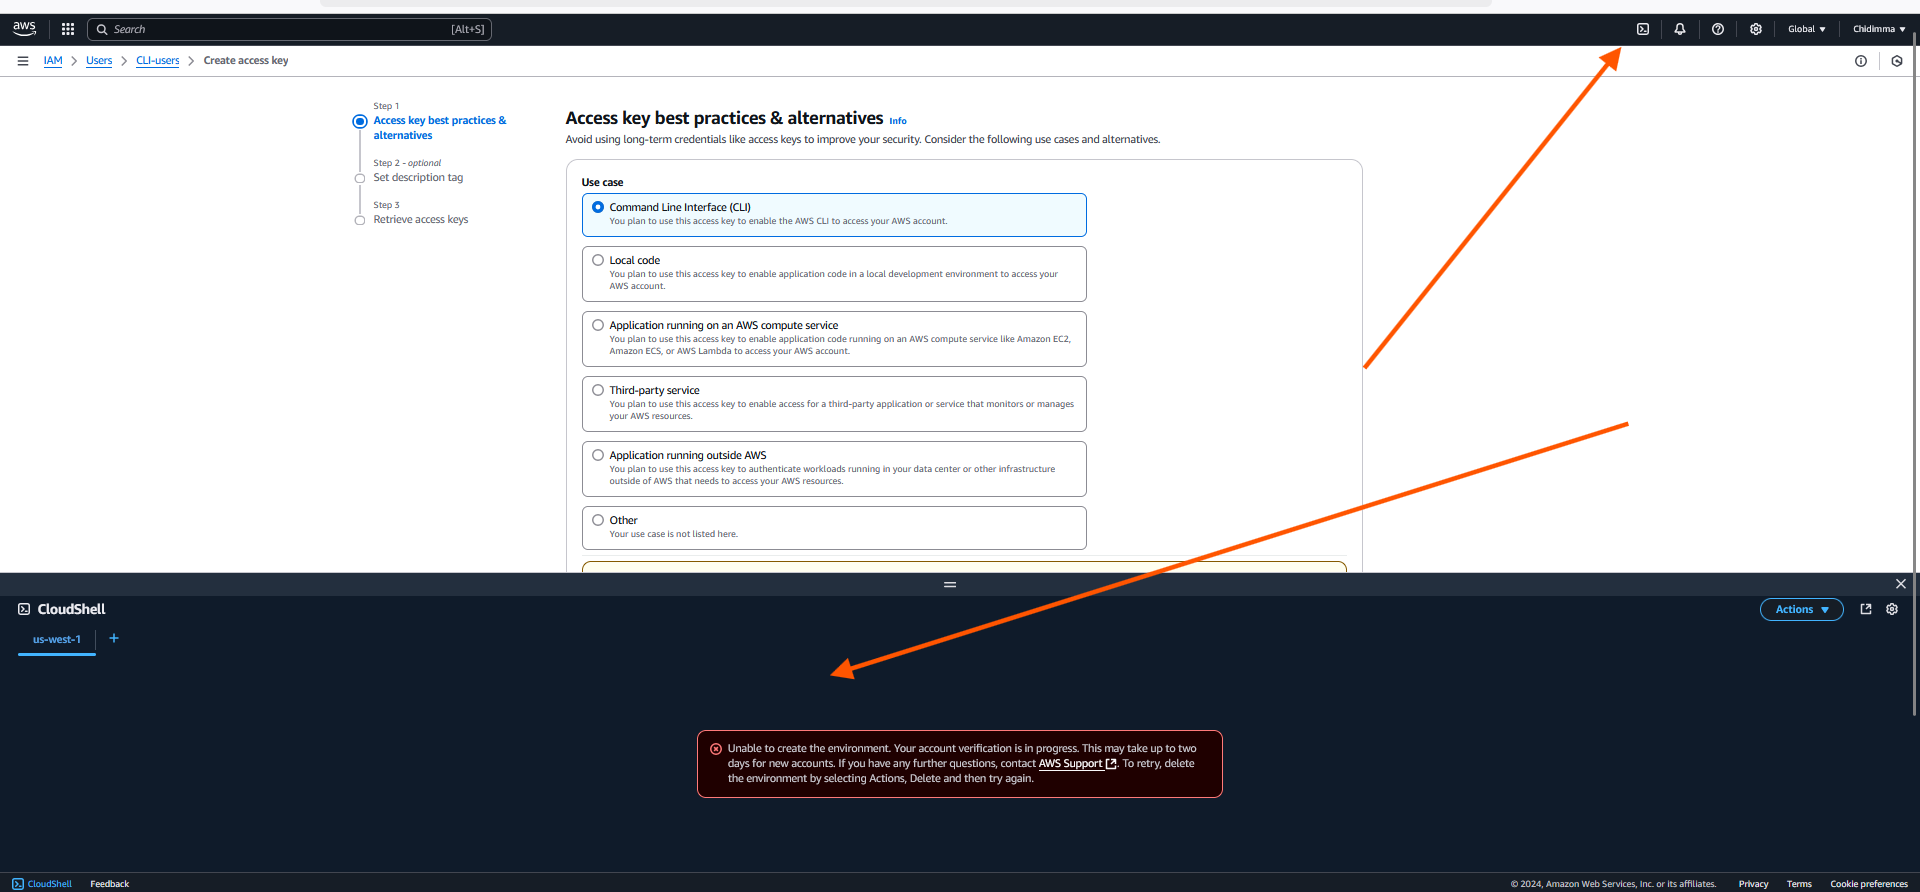 aws
Search
[Alt+S]
Global
Chidimma
IAM
Users
CLI-users
Create access key
Step 1
Access key best practices &
alternatives
Step 2 - optional
Set description tag
Step 3
Retrieve access keys
Access key best practices & alternatives Info
Avoid using long-term credentials like access keys to improve your security. Consider the following use cases and alternatives.
Use case
Command Line Interface (CLI)
You plan to use this access key to enable the AWS CLI to access your AWS account.
Local code
You plan to use this access key to enable application code in a local development environment to access your
AWS account.
Application running on an AWS compute service
You plan to use this access key to enable application code running on an AWS compute service like Amazon EC2,
Amazon ECS, or AWS Lambda to access your AWS account.
Third-party service
You plan to use this access key to enable access for a third-party application or service that monitors or manages
your AWS resources.
Application running outside AWS
You plan to use this access key to authenticate workloads running in your data center or other infrastructure
outside of AWS that needs to access your AWS resources.
Other
Your use case is not listed here.
CloudShell
Actions
us-west-1
+
Unable to create the environment. Your account verification is in progress. This may take up to two
days for new accounts. If you have any further questions, contact AWS Support. To retry, delete
the environment by selecting Actions, Delete and then try again.
CloudShell
Feedback
© 2024, Amazon Web Services, Inc. or its affiliates.
Privacy
Terms
Cookie preferences